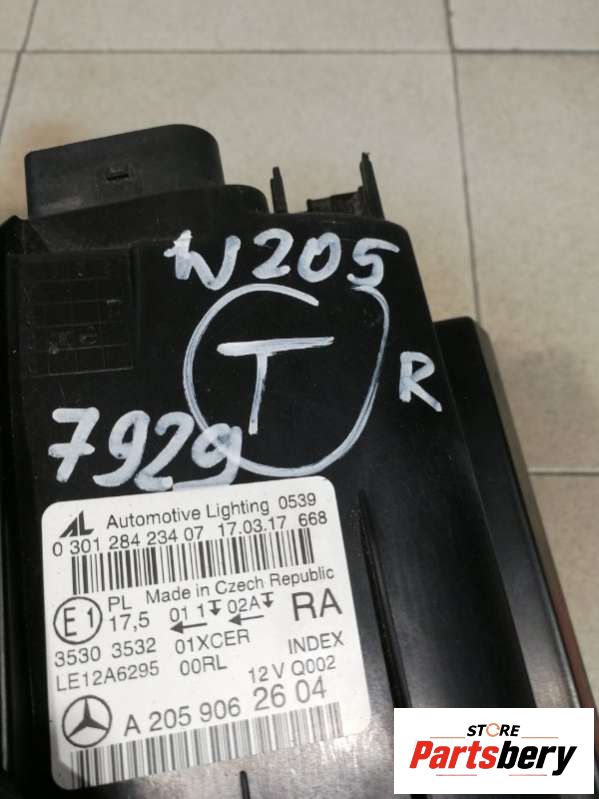 W205
T
R
7929
AL Automotive Lighting 0539
0 301 284 234 07 17.03.17 668
E1 PL 17,5 Made in Czech Republic
01 1 02A RA
3530 3532 01XCER INDEX
LE12A6295 00RL 12 V Q002
A 205 906 26 04
STORE
Partsbery